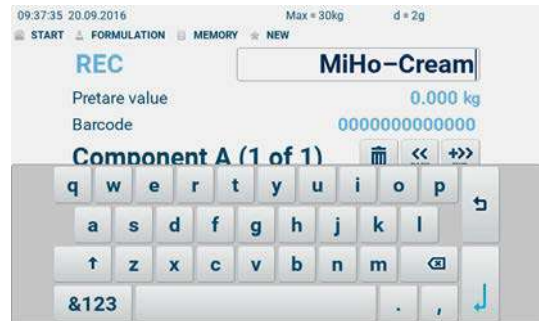 09:37:35 20.09.2016 Max = 30kg d = 2g
START FORMULATION MEMORY NEW
REC MiHo-Cream
Pretare value 0.000 kg
Barcode 0000000000000
Component A (1 of 1) << +>>
q w e r t y u i o p
a s d f g h j k l
z x c v b n m
&123 . ,